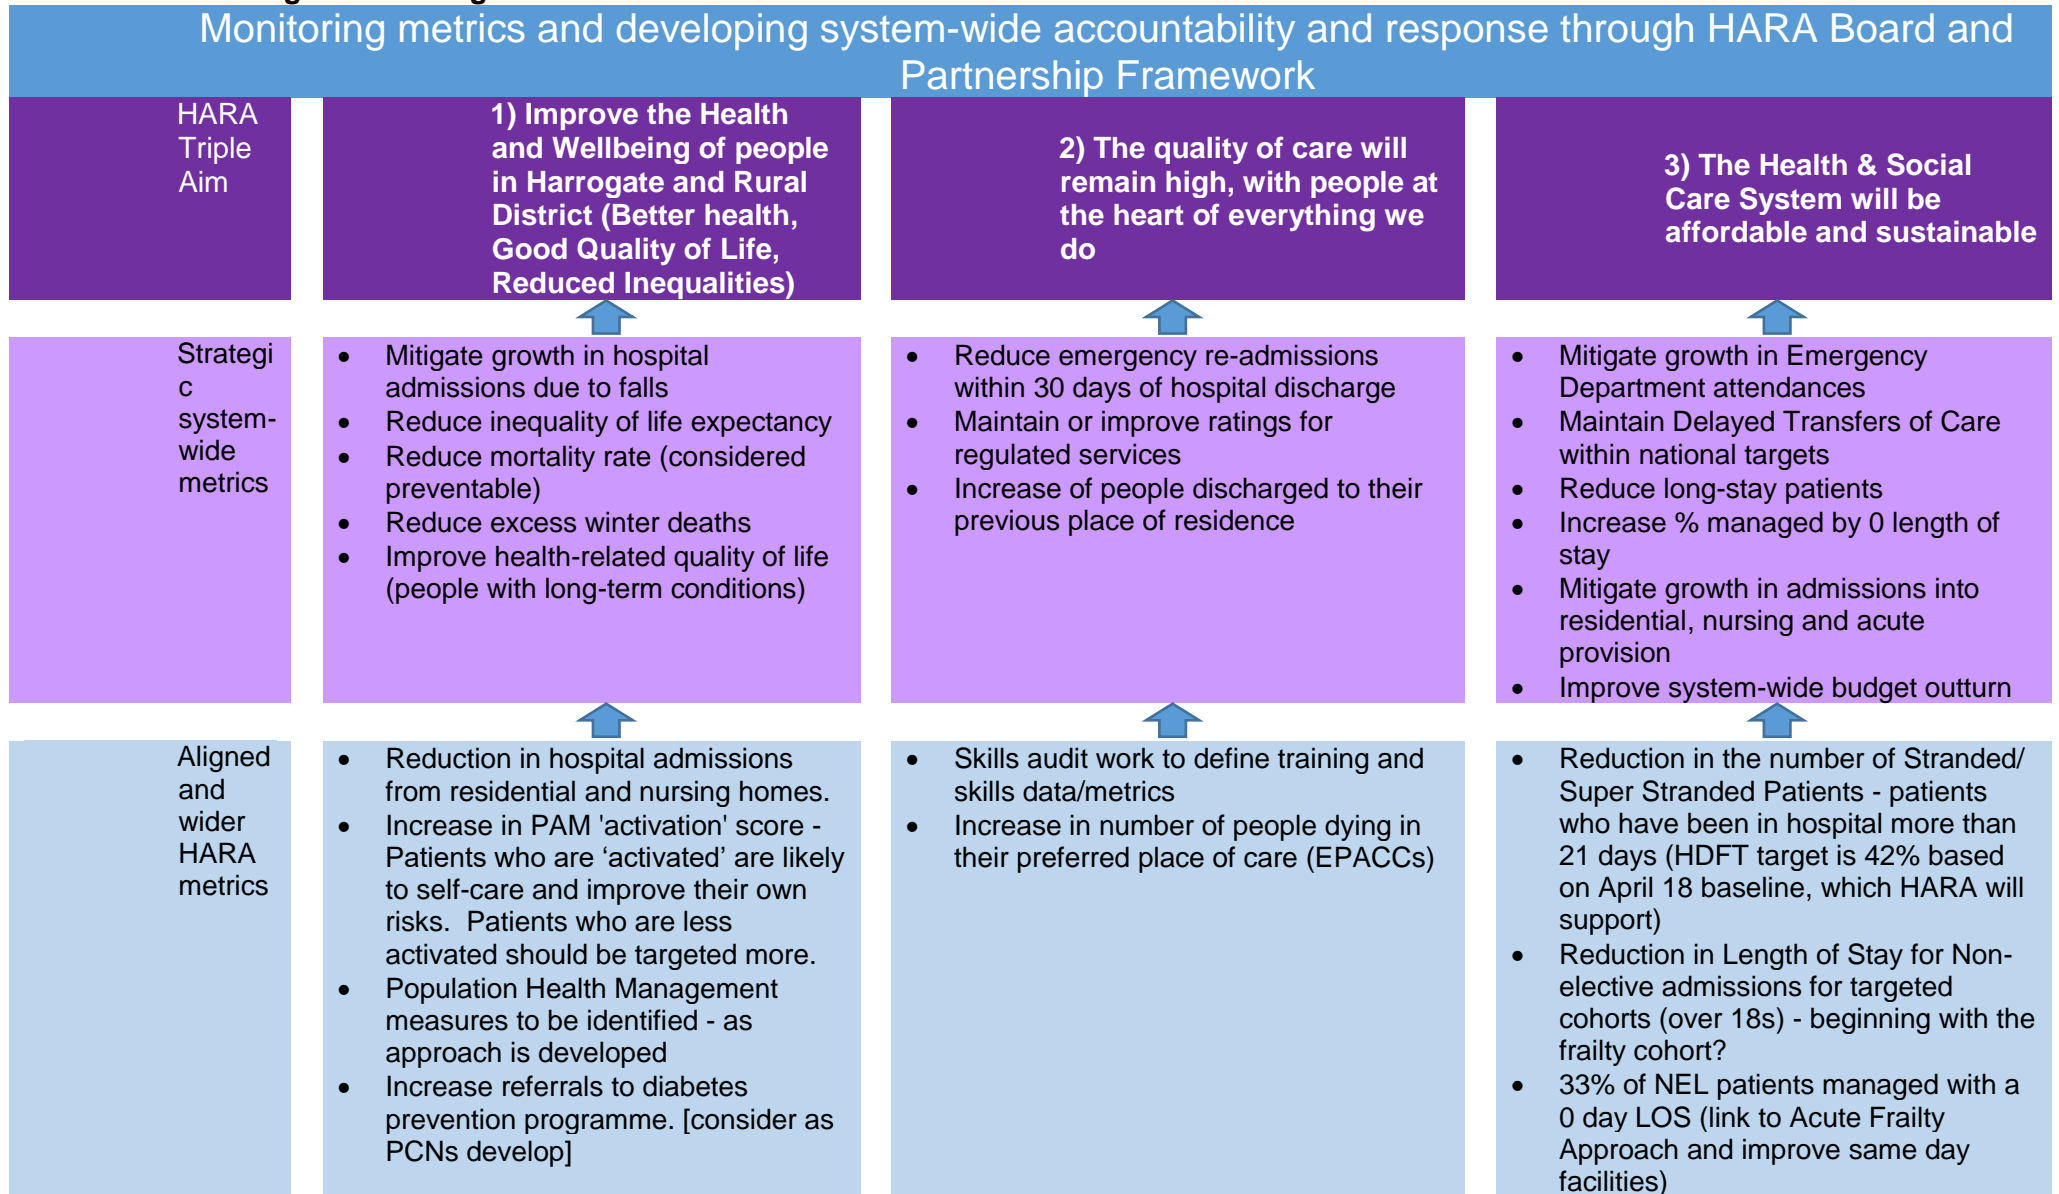 Monitoring metrics and developing system-wide accountability and response through HARA Board and
Partnership Framework
HARA
Triple
Aim
1) Improve the Health
and Wellbeing of people
in Harrogate and Rural
District (Better health,
Good Quality of Life,
Reduced Inequalities)
2) The quality of care will
remain high, with people at
the heart of everything we
do
3) The Health & Social
Care System will be
affordable and sustainable
Strategi
c
system-
wide
metrics
• Mitigate growth in hospital
admissions due to falls
• Reduce inequality of life expectancy
• Reduce mortality rate (considered
preventable)
• Reduce excess winter deaths
• Improve health-related quality of life
(people with long-term conditions)
• Reduce emergency re-admissions
within 30 days of hospital discharge
• Maintain or improve ratings for
regulated services
• Increase of people discharged to their
previous place of residence
• Mitigate growth in Emergency
Department attendances
• Maintain Delayed Transfers of Care
within national targets
• Reduce long-stay patients
• Increase % managed by 0 length of
stay
• Mitigate growth in admissions into
residential, nursing and acute
provision
• Improve system-wide budget outturn
Aligned
and
wider
HARA
metrics
• Reduction in hospital admissions
from residential and nursing homes.
• Increase in PAM 'activation' score -
Patients who are ‘activated’ are likely
to self-care and improve their own
risks.  Patients who are less
activated should be targeted more.
• Population Health Management
measures to be identified - as
approach is developed
• Increase referrals to diabetes
prevention programme. [consider as
PCNs develop]
• Skills audit work to define training and
skills data/metrics
• Increase in number of people dying in
their preferred place of care (EPACCs)
• Reduction in the number of Stranded/
Super Stranded Patients - patients
who have been in hospital more than
21 days (HDFT target is 42% based
on April 18 baseline, which HARA will
support)
• Reduction in Length of Stay for Non-
elective admissions for targeted
cohorts (over 18s) - beginning with the
frailty cohort?
• 33% of NEL patients managed with a
0 day LOS (link to Acute Frailty
Approach and improve same day
facilities)